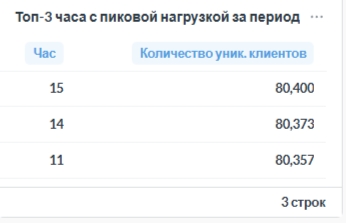 Топ-3 часа с пиковой нагрузкой за период ···
Час Количество уник. клиентов
15 80,400
14 80,373
11 80,357
3 строк